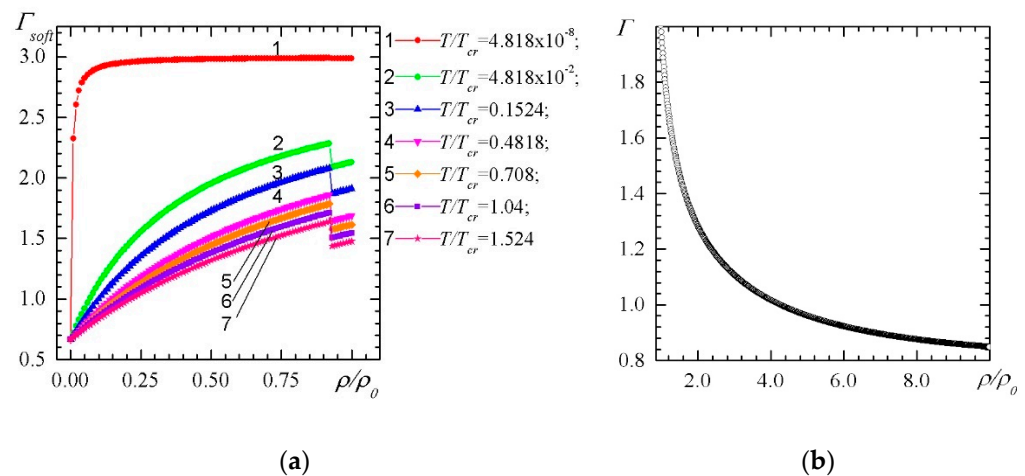 Γsoft
3.0
2.5
2.0
1.5
1.0
0.5
0.00
0.25
0.50
0.75
ρ/ρ0
1
2
3
4
5
6
7
1 T/Tcr=4.818x10-8;
2 T/Tcr=4.818x10-2;
3 T/Tcr=0.1524;
4 T/Tcr=0.4818;
5 T/Tcr=0.708;
6 T/Tcr=1.04;
7 T/Tcr=1.524
(a)
Γ
1.8
1.6
1.4
1.2
1.0
0.8
2.0
4.0
6.0
8.0
ρ/ρ0
(b)